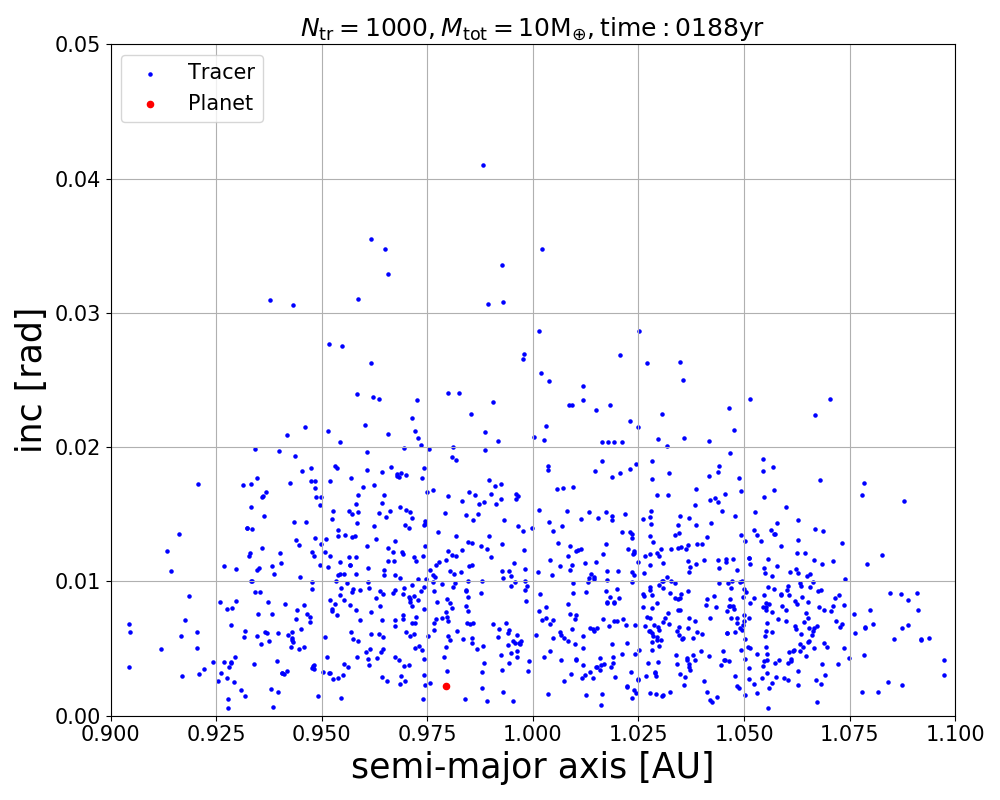 N_tr = 1000, M_tot = 10M_⊕, time : 0188yr
Tracer
Planet
0.05
0.04
0.03
0.02
0.01
0.00
inc [rad]
0.900 0.925 0.950 0.975 1.000 1.025 1.050 1.075 1.100
semi-major axis [AU]